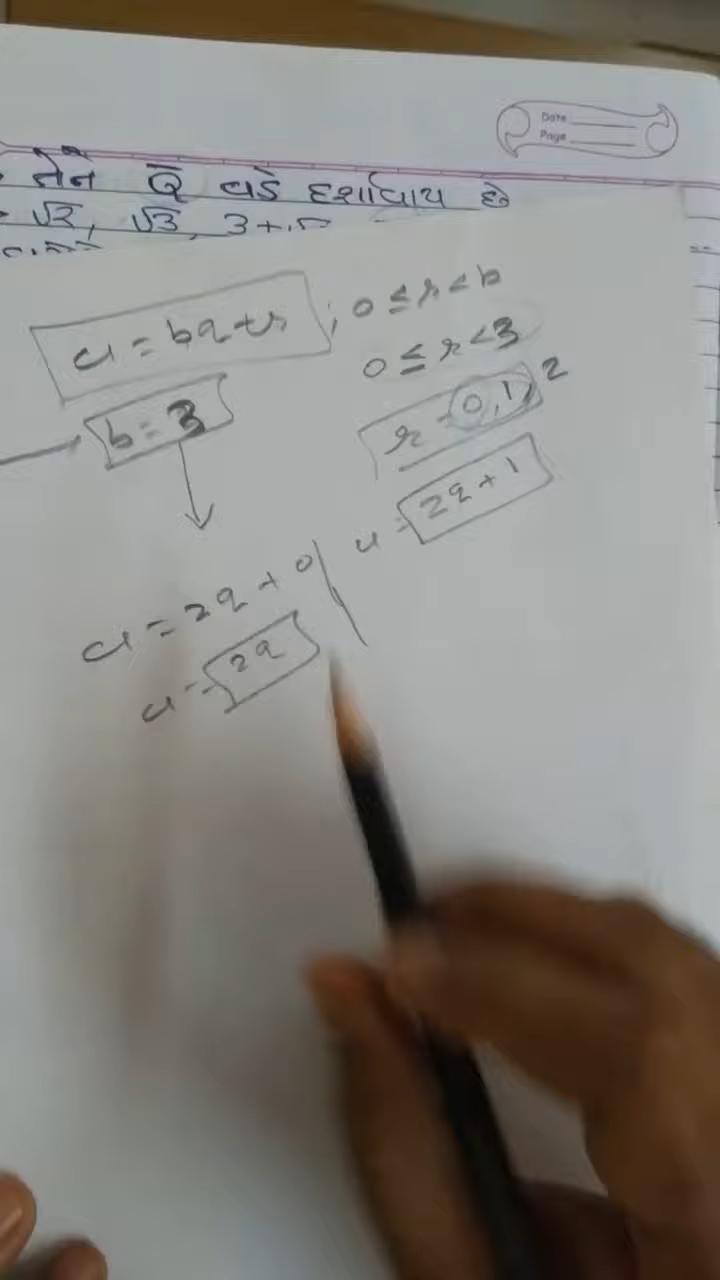 Date
Page
તેને Q̅ વડે દર્શાવાય છે
√2, √3, 3+
a = bq + r ; 0 ≤ r < b
0 ≤ r < 3
b = 3
r = 0, 1, 2
a = 2q + 1
a = 2q + 0
a = 2q